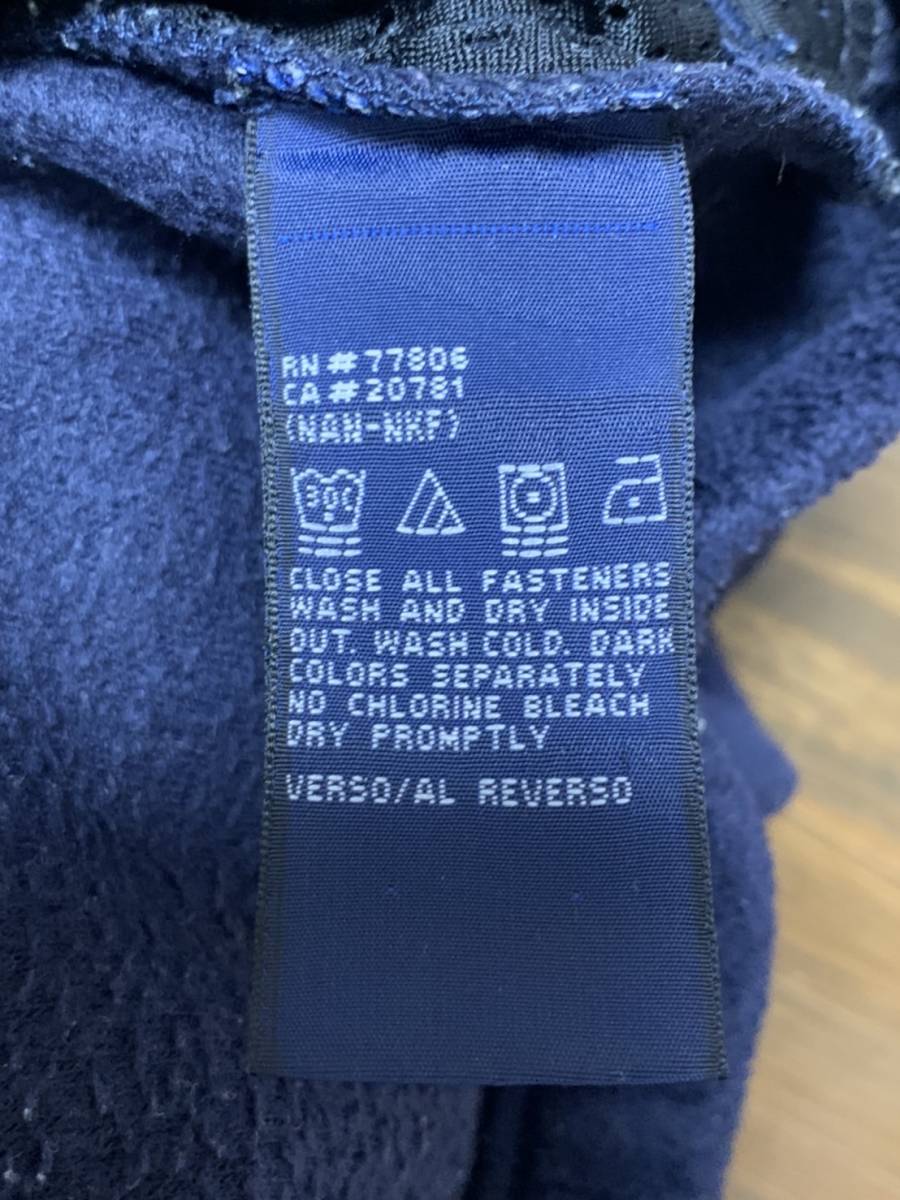 RN #77806
CA #20781
(NAN-NKF)
30C
CLOSE ALL FASTENERS
WASH AND DRY INSIDE
OUT. WASH COLD. DARK
COLORS SEPARATELY
NO CHLORINE BLEACH
DRY PROMPTLY
VERSO/AL REVERSO